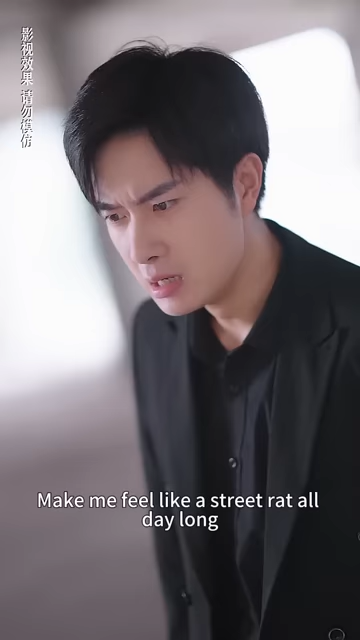 影视效果 请勿模仿
Make me feel like a street rat all
day long